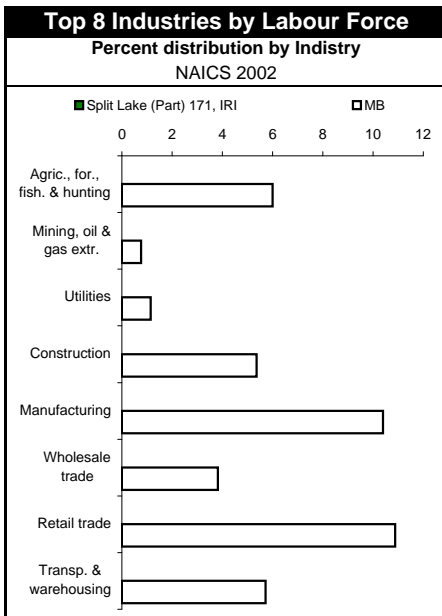 Top 8 Industries by Labour Force
Percent distribution by Indistry
NAICS 2002
Split Lake (Part) 171, IRI MB
0 2 4 6 8 10 12
Agric., for.,
fish. & hunting
Mining, oil &
gas extr.
Utilities
Construction
Manufacturing
Wholesale
trade
Retail trade
Transp. &
warehousing